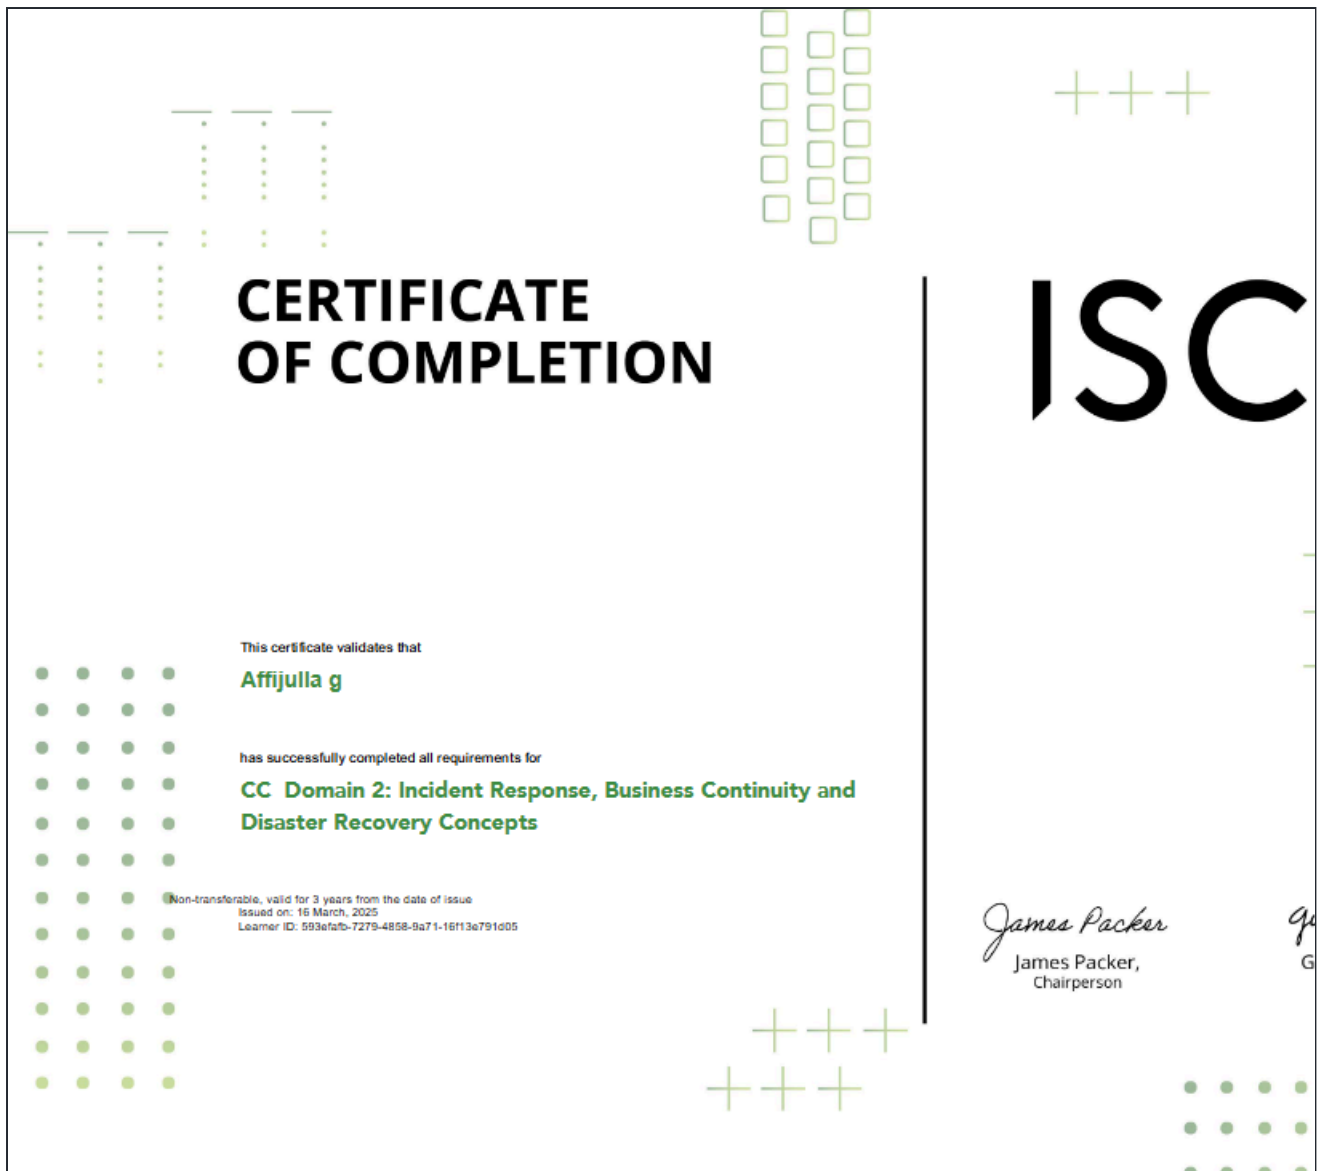 CERTIFICATE
OF COMPLETION
ISC
This certificate validates that
Affijulla g
has successfully completed all requirements for
CC Domain 2: Incident Response, Business Continuity and
Disaster Recovery Concepts
Non-transferable, valid for 3 years from the date of issue
Issued on: 16 March, 2025
Learner ID: 593efafb-7279-4858-9a71-16f13e791d05
James Packer
James Packer,
Chairperson
G